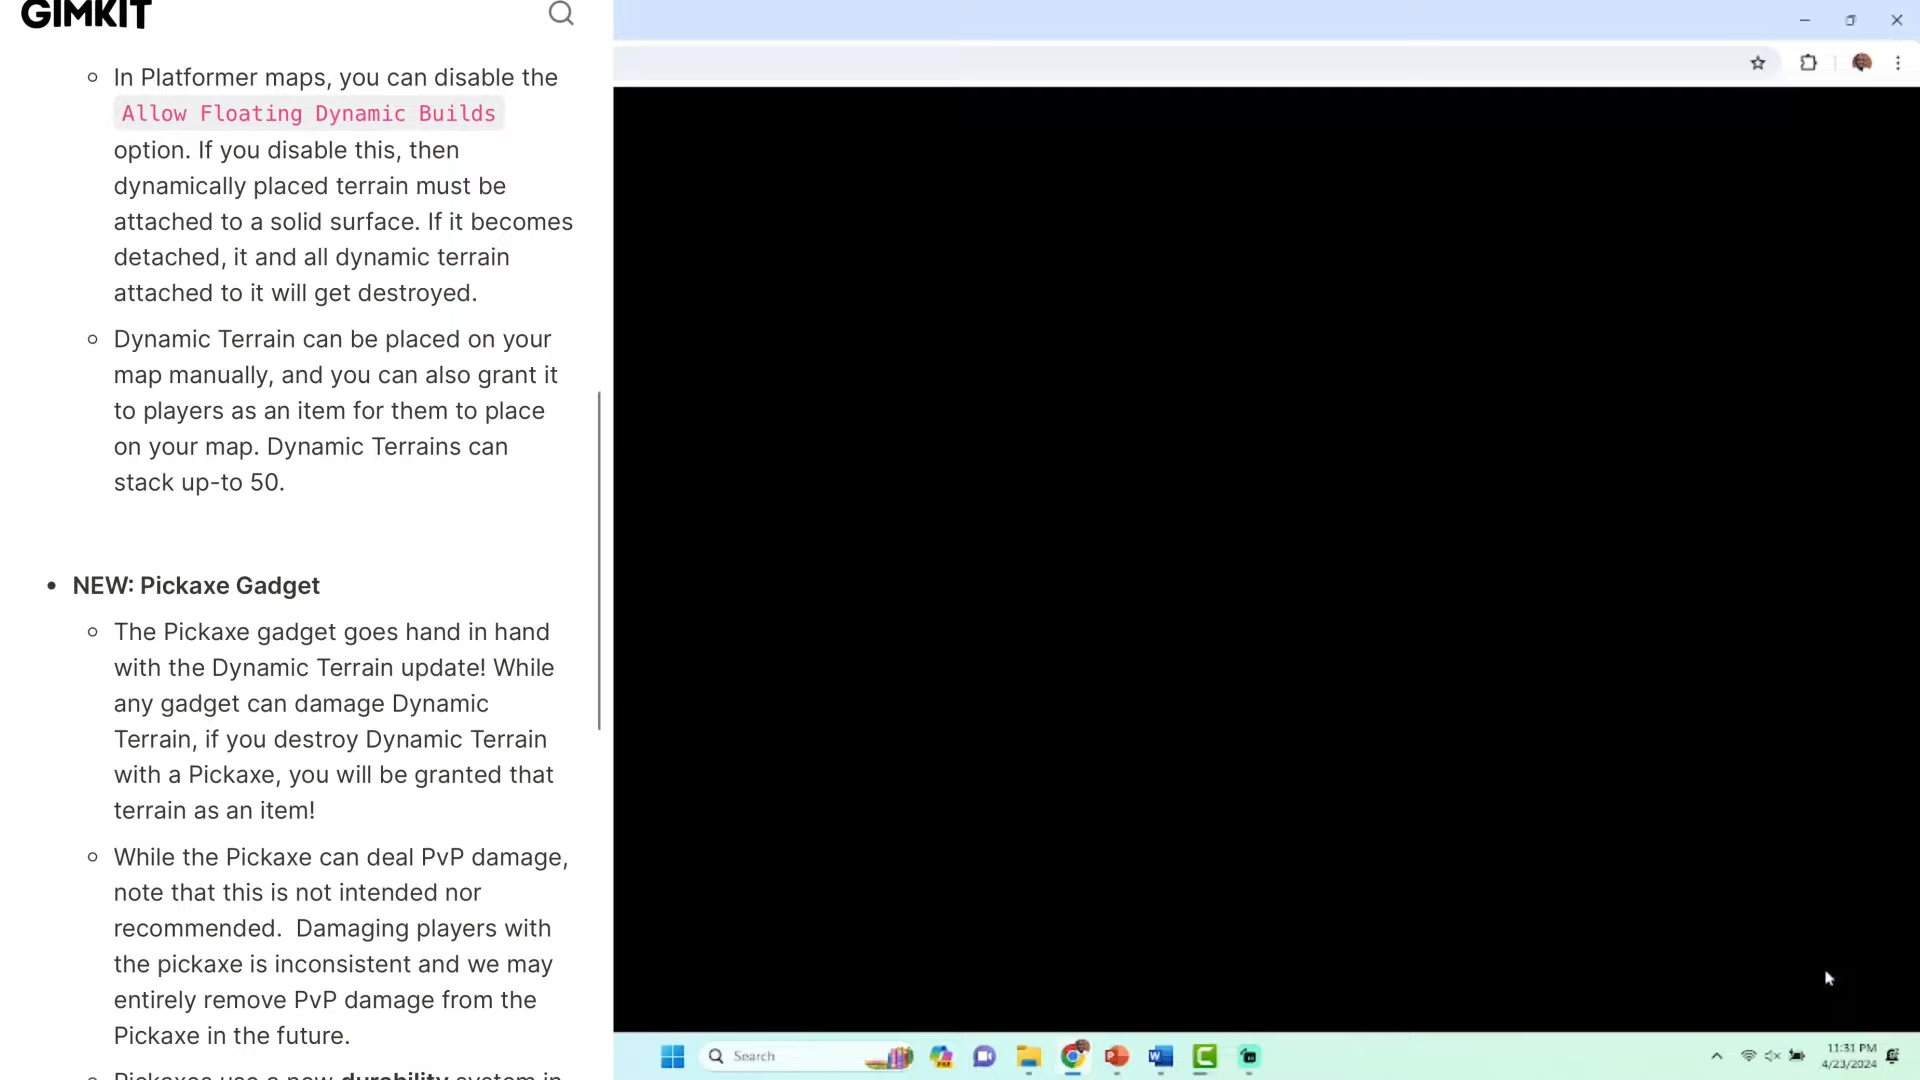 GIMKIT
In Platformer maps, you can disable the
Allow Floating Dynamic Builds
option. If you disable this, then
dynamically placed terrain must be
attached to a solid surface. If it becomes
detached, it and all dynamic terrain
attached to it will get destroyed.
Dynamic Terrain can be placed on your
map manually, and you can also grant it
to players as an item for them to place
on your map. Dynamic Terrains can
stack up-to 50.
NEW: Pickaxe Gadget
The Pickaxe gadget goes hand in hand
with the Dynamic Terrain update! While
any gadget can damage Dynamic
Terrain, if you destroy Dynamic Terrain
with a Pickaxe, you will be granted that
terrain as an item!
While the Pickaxe can deal PvP damage,
note that this is not intended nor
recommended.  Damaging players with
the pickaxe is inconsistent and we may
entirely remove PvP damage from the
Pickaxe in the future.
Pickaxes use a new durability system in
Search
11:31 PM
4/23/2024